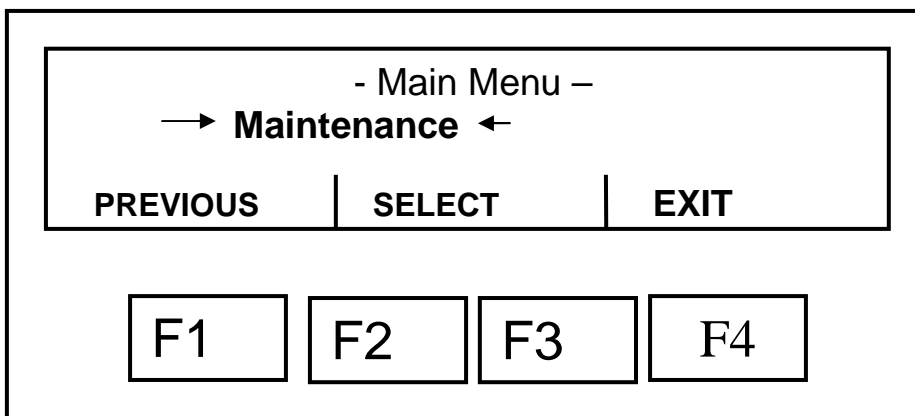 - Main Menu –
Maintenance
PREVIOUS SELECT EXIT
F1 F2 F3 F4